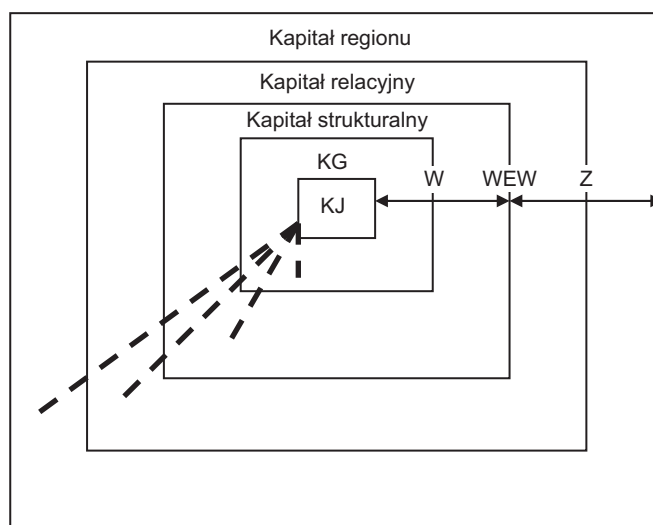 Kapitał regionu
Kapitał relacyjny
Kapitał strukturalny
KG
W
WEW
Z
KJ